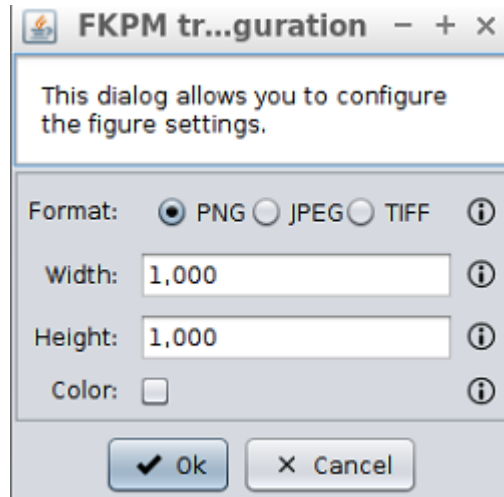 FKPM tr...guration
This dialog allows you to configure
the figure settings.
Format: PNG JPEG TIFF
Width: 1,000
Height: 1,000
Color:
Ok Cancel